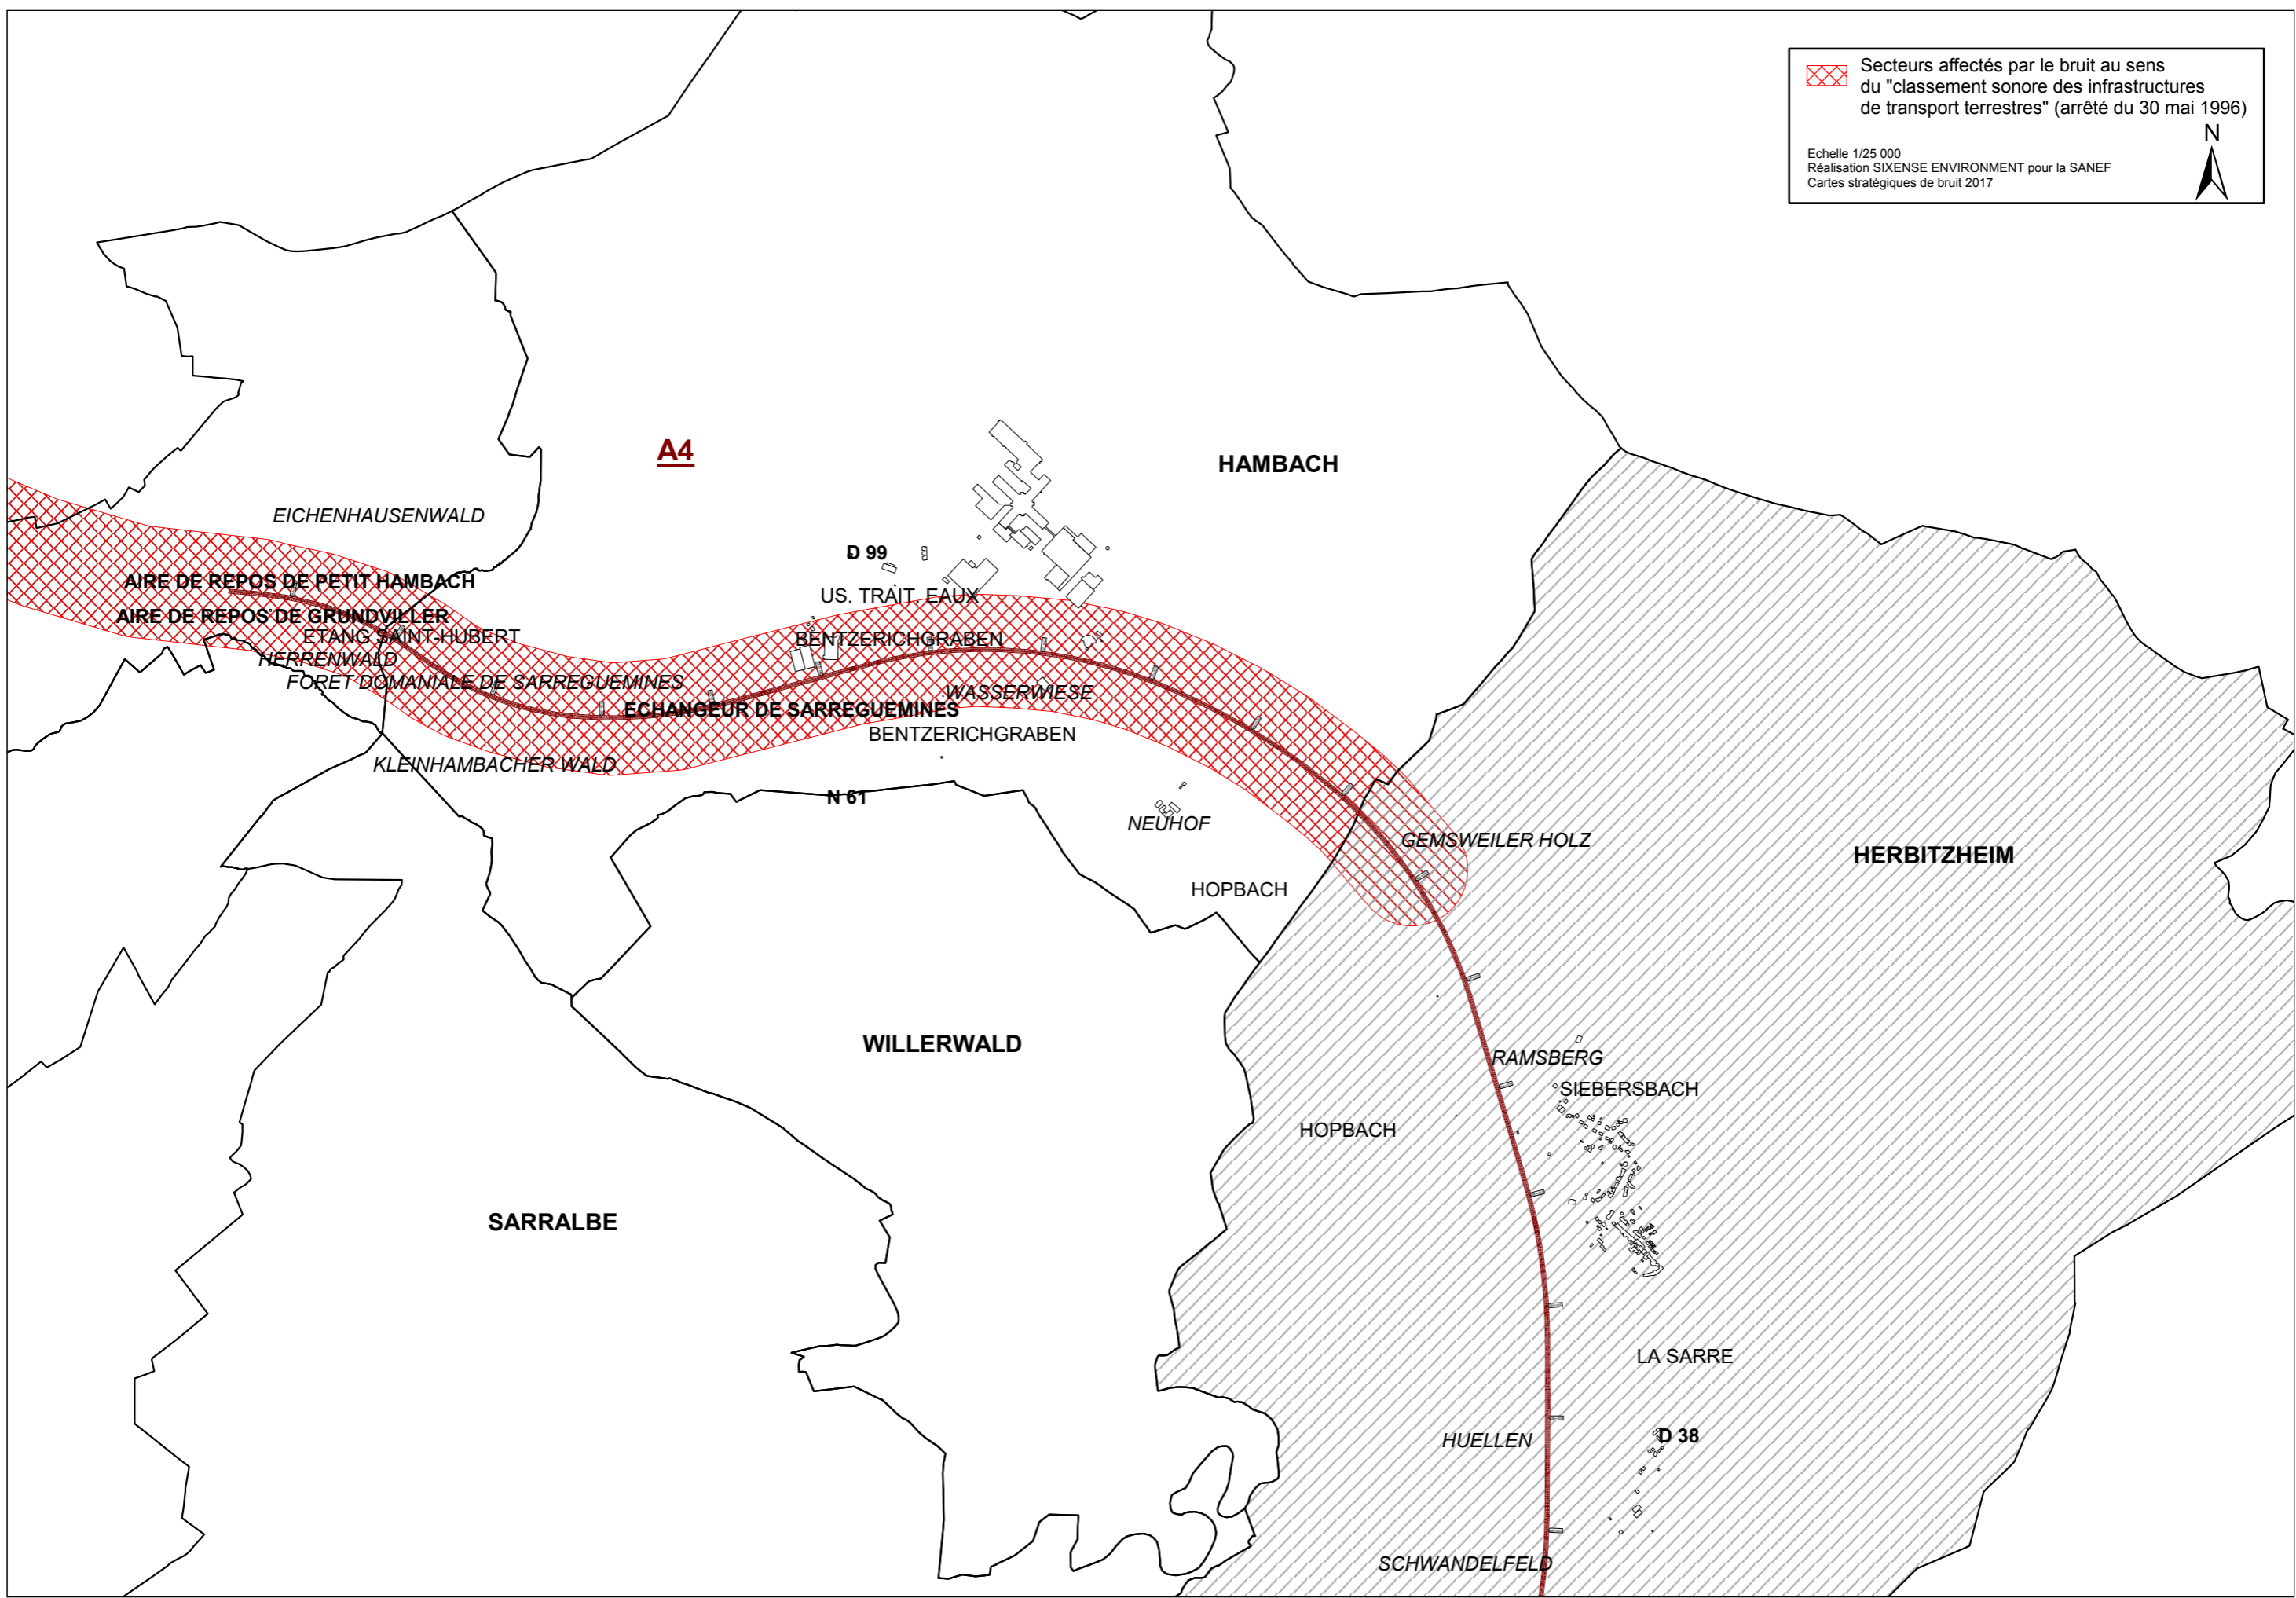 Secteurs affectés par le bruit au sens
du "classement sonore des infrastructures
de transport terrestres" (arrêté du 30 mai 1996)
N
Echelle 1/25 000
Réalisation SIXENSE ENVIRONMENT pour la SANEF
Cartes stratégiques de bruit 2017
A4
HAMBACH
EICHENHAUSENWALD
D 99
AIRE DE REPOS DE PETIT HAMBACH
US. TRAIT. EAUX
AIRE DE REPOS DE GRUNDVILLER
ETANG SAINT-HUBERT
BENTZERICHGRABEN
HERRENWALD
FORET DOMANIALE DE SARREGUEMINES
WASSERWIESE
ECHANGEUR DE SARREGUEMINES
BENTZERICHGRABEN
KLEINHAMBACHER WALD
N 61
NEUHOF
GEMSWEILER HOLZ
HERBITZHEIM
HOPBACH
WILLERWALD
RAMSBERG
SIEBERSBACH
HOPBACH
SARRALBE
LA SARRE
HUELLEN
D 38
SCHWANDELFELD